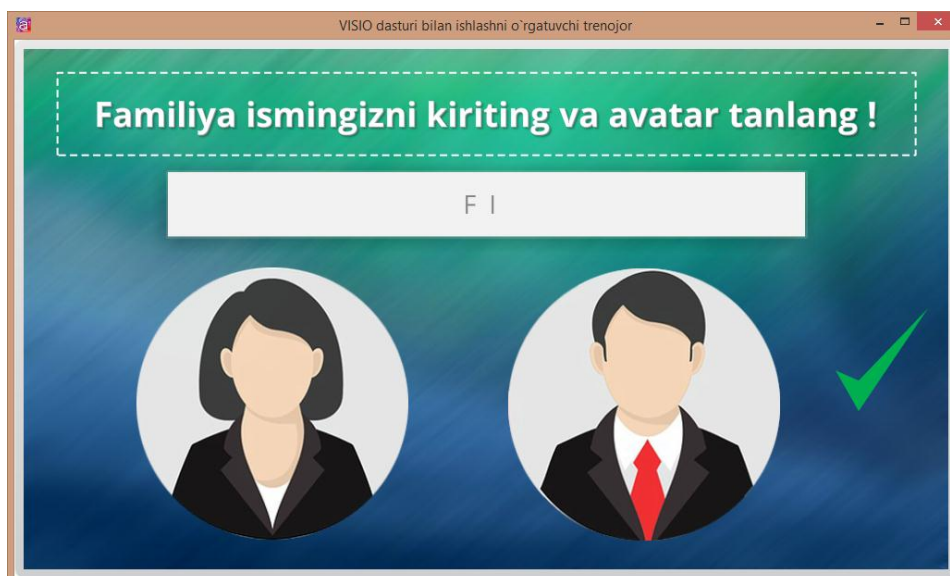 VISIO dasturi bilan ishlashni o`rgatuvchi trenojor
Familiya ismingizni kiriting va avatar tanlang !
F I